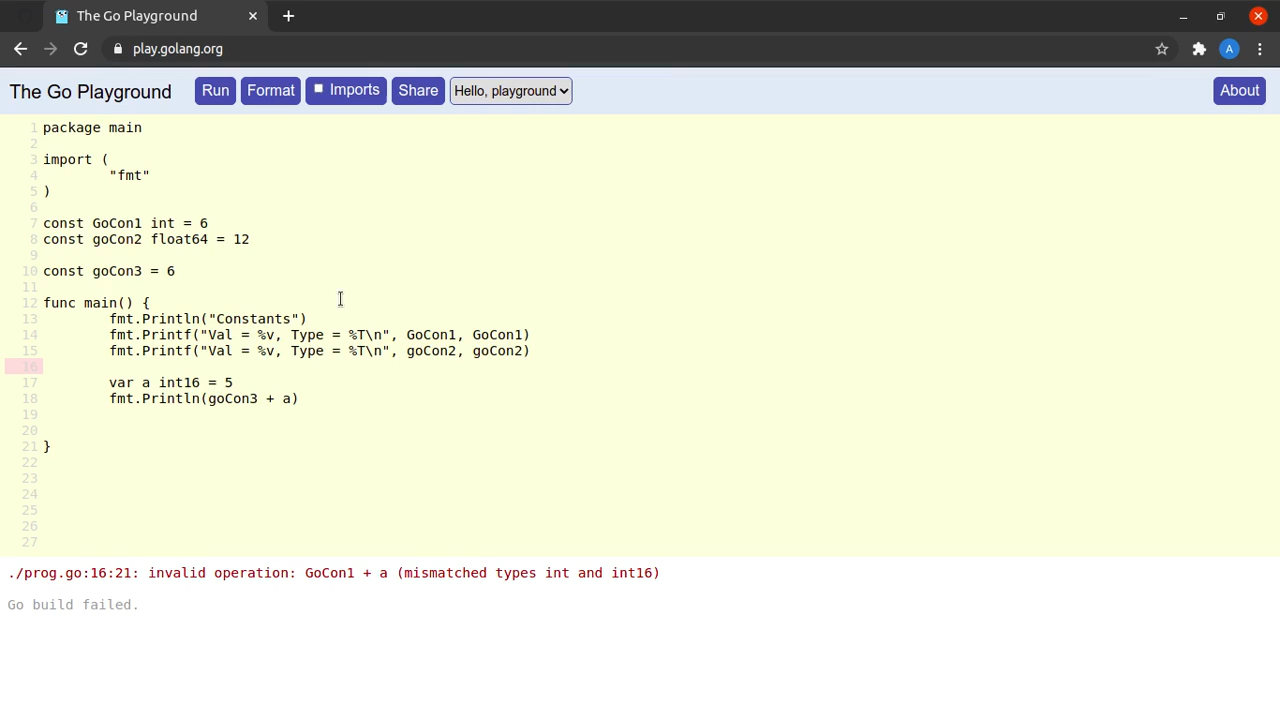 The Go Playground
play.golang.org
A
The Go Playground Run Format Imports Share Hello, playground About
1 package main
2
3 import (
4 "fmt"
5 )
6
7 const GoCon1 int = 6
8 const goCon2 float64 = 12
9
10 const goCon3 = 6
11
12 func main() {
13 fmt.Println("Constants")
14 fmt.Printf("Val = %v, Type = %T\n", GoCon1, GoCon1)
15 fmt.Printf("Val = %v, Type = %T\n", goCon2, goCon2)
16
17 var a int16 = 5
18 fmt.Println(goCon3 + a)
19
20
21 }
22
23
24
25
26
27
./prog.go:16:21: invalid operation: GoCon1 + a (mismatched types int and int16)
Go build failed.